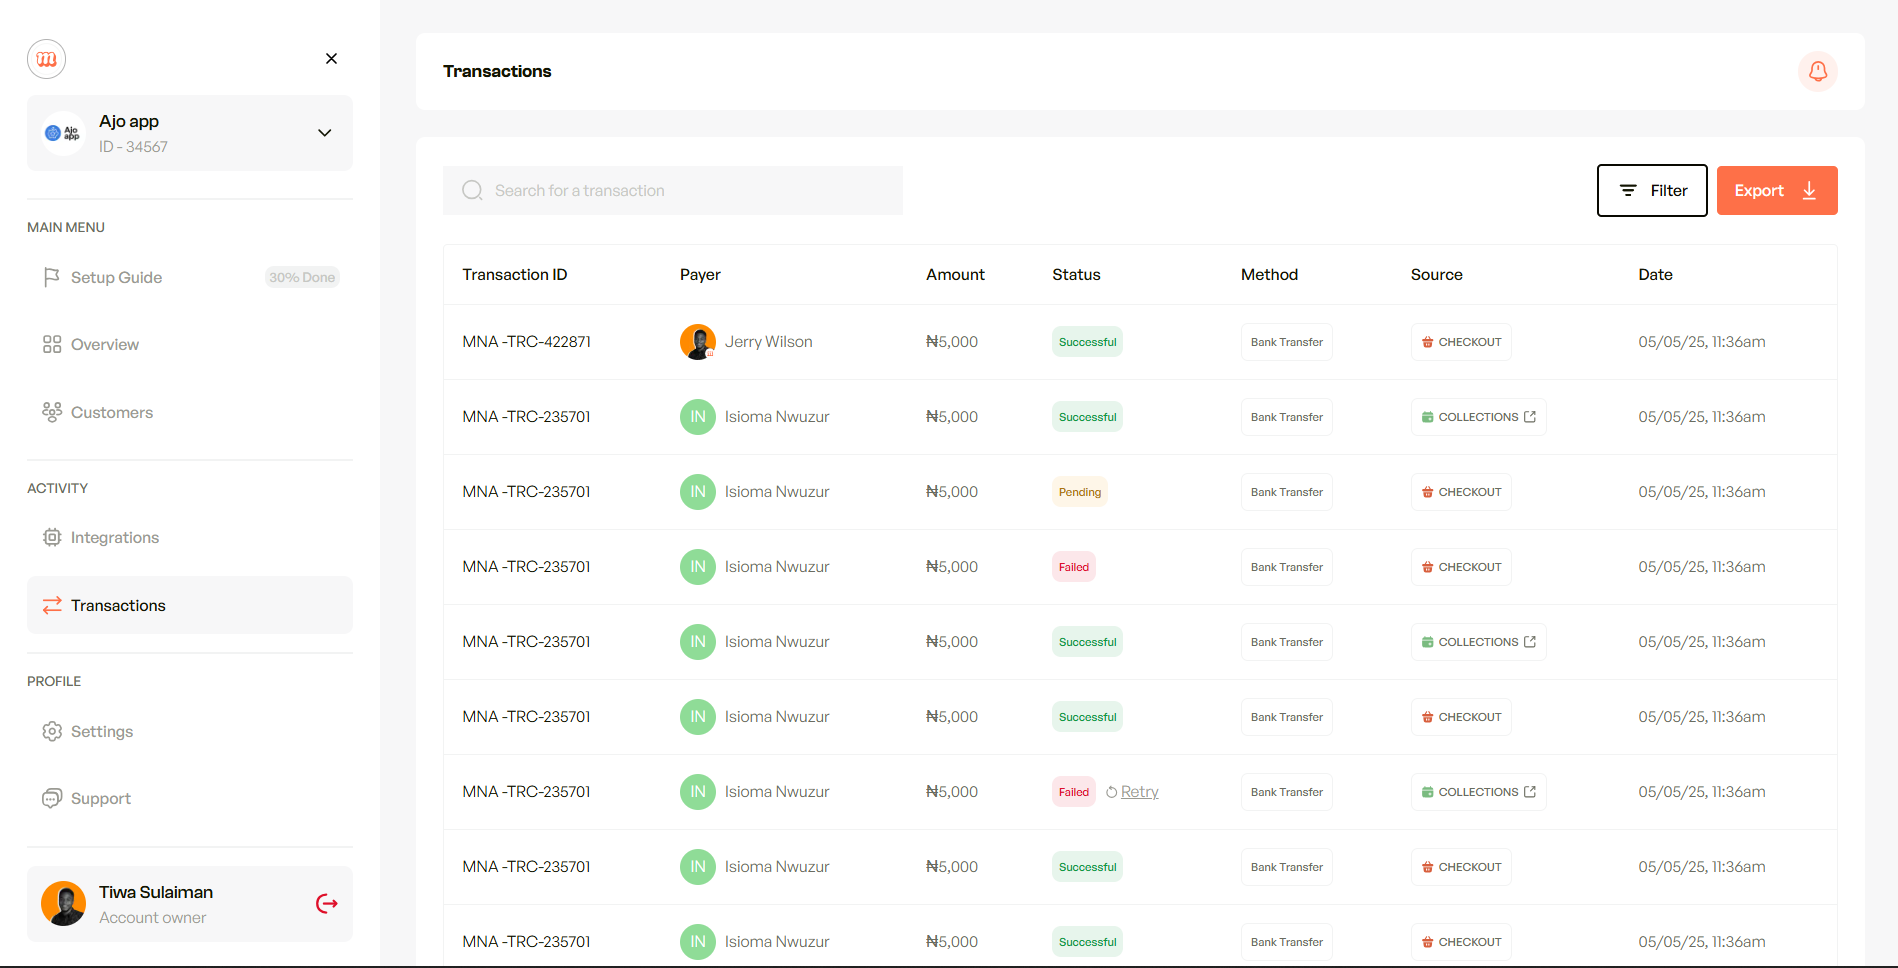 m
Ajo app
Ajo app
ID - 34567
MAIN MENU
Setup Guide 30% Done
Overview
Customers
ACTIVITY
Integrations
Transactions
PROFILE
Settings
Support
Tiwa Sulaiman
Account owner
Transactions
Search for a transaction
Filter
Export
Transaction ID Payer Amount Status Method Source Date
MNA -TRC-422871 Jerry Wilson ₦5,000 Successful Bank Transfer CHECKOUT 05/05/25, 11:36am
MNA -TRC-235701 IN Isioma Nwuzur ₦5,000 Successful Bank Transfer COLLECTIONS 05/05/25, 11:36am
MNA -TRC-235701 IN Isioma Nwuzur ₦5,000 Pending Bank Transfer CHECKOUT 05/05/25, 11:36am
MNA -TRC-235701 IN Isioma Nwuzur ₦5,000 Failed Bank Transfer CHECKOUT 05/05/25, 11:36am
MNA -TRC-235701 IN Isioma Nwuzur ₦5,000 Successful Bank Transfer COLLECTIONS 05/05/25, 11:36am
MNA -TRC-235701 IN Isioma Nwuzur ₦5,000 Successful Bank Transfer CHECKOUT 05/05/25, 11:36am
MNA -TRC-235701 IN Isioma Nwuzur ₦5,000 Failed Retry Bank Transfer COLLECTIONS 05/05/25, 11:36am
MNA -TRC-235701 IN Isioma Nwuzur ₦5,000 Successful Bank Transfer CHECKOUT 05/05/25, 11:36am
MNA -TRC-235701 IN Isioma Nwuzur ₦5,000 Successful Bank Transfer CHECKOUT 05/05/25, 11:36am